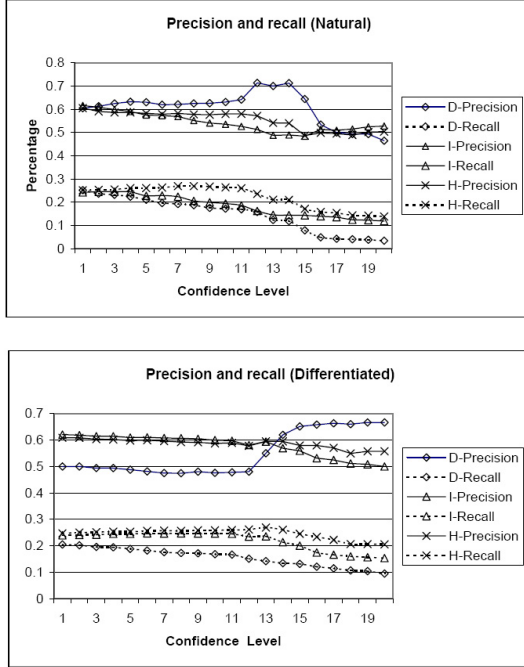 Precision and recall (Natural)
0.8
0.7
0.6
0.5
0.4
0.3
0.2
0.1
0
Percentage
1 3 5 7 9 11 13 15 17 19
Confidence Level
D-Precision
D-Recall
I-Precision
I-Recall
H-Precision
H-Recall
Precision and recall (Differentiated)
0.7
0.6
0.5
0.4
0.3
0.2
0.1
0
1 3 5 7 9 11 13 15 17 19
Confidence Level
D-Precision
D-Recall
I-Precision
I-Recall
H-Precision
H-Recall